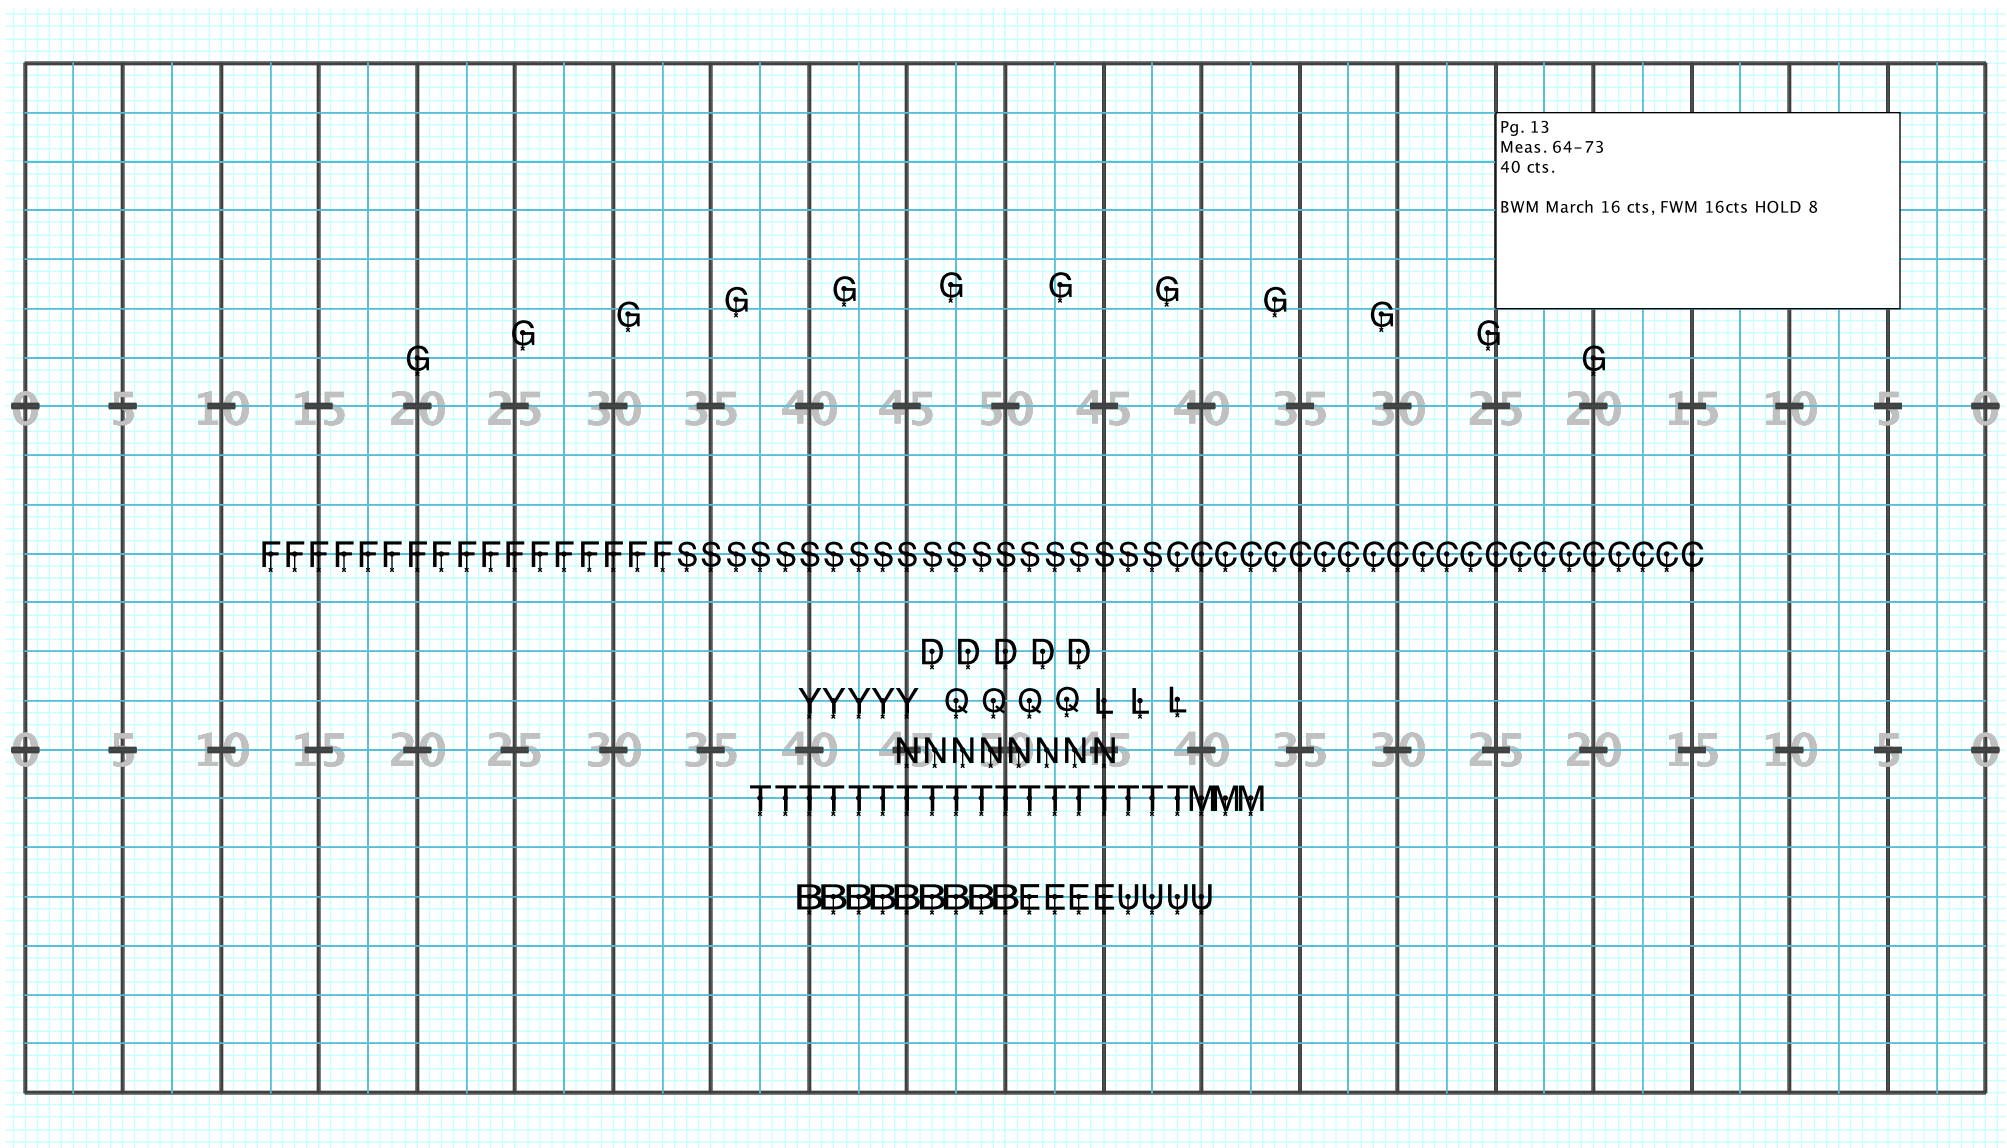 Pg. 13
Meas. 64-73
40 cts.
BWM March 16 cts, FWM 16cts HOLD 8
G G G G G G G G G G G G
0 5 10 15 20 25 30 35 40 45 50 45 40 35 30 25 20 15 10 5 0
F F F F F F F F F F F F F F F F F S S S S S S S S S S S S S S S S S S S S C C C C C C C C C C C C C C C C C C C C C C
D D D D D
Y Y Y Y Y Q Q Q Q L L L
0 5 10 15 20 25 30 35 40 45 50 45 40 35 30 25 20 15 10 5 0
N N N N N N N N
T T T T T T T T T T T T T T T T T T M M M
B B B B B B B B B E E E E U U U U